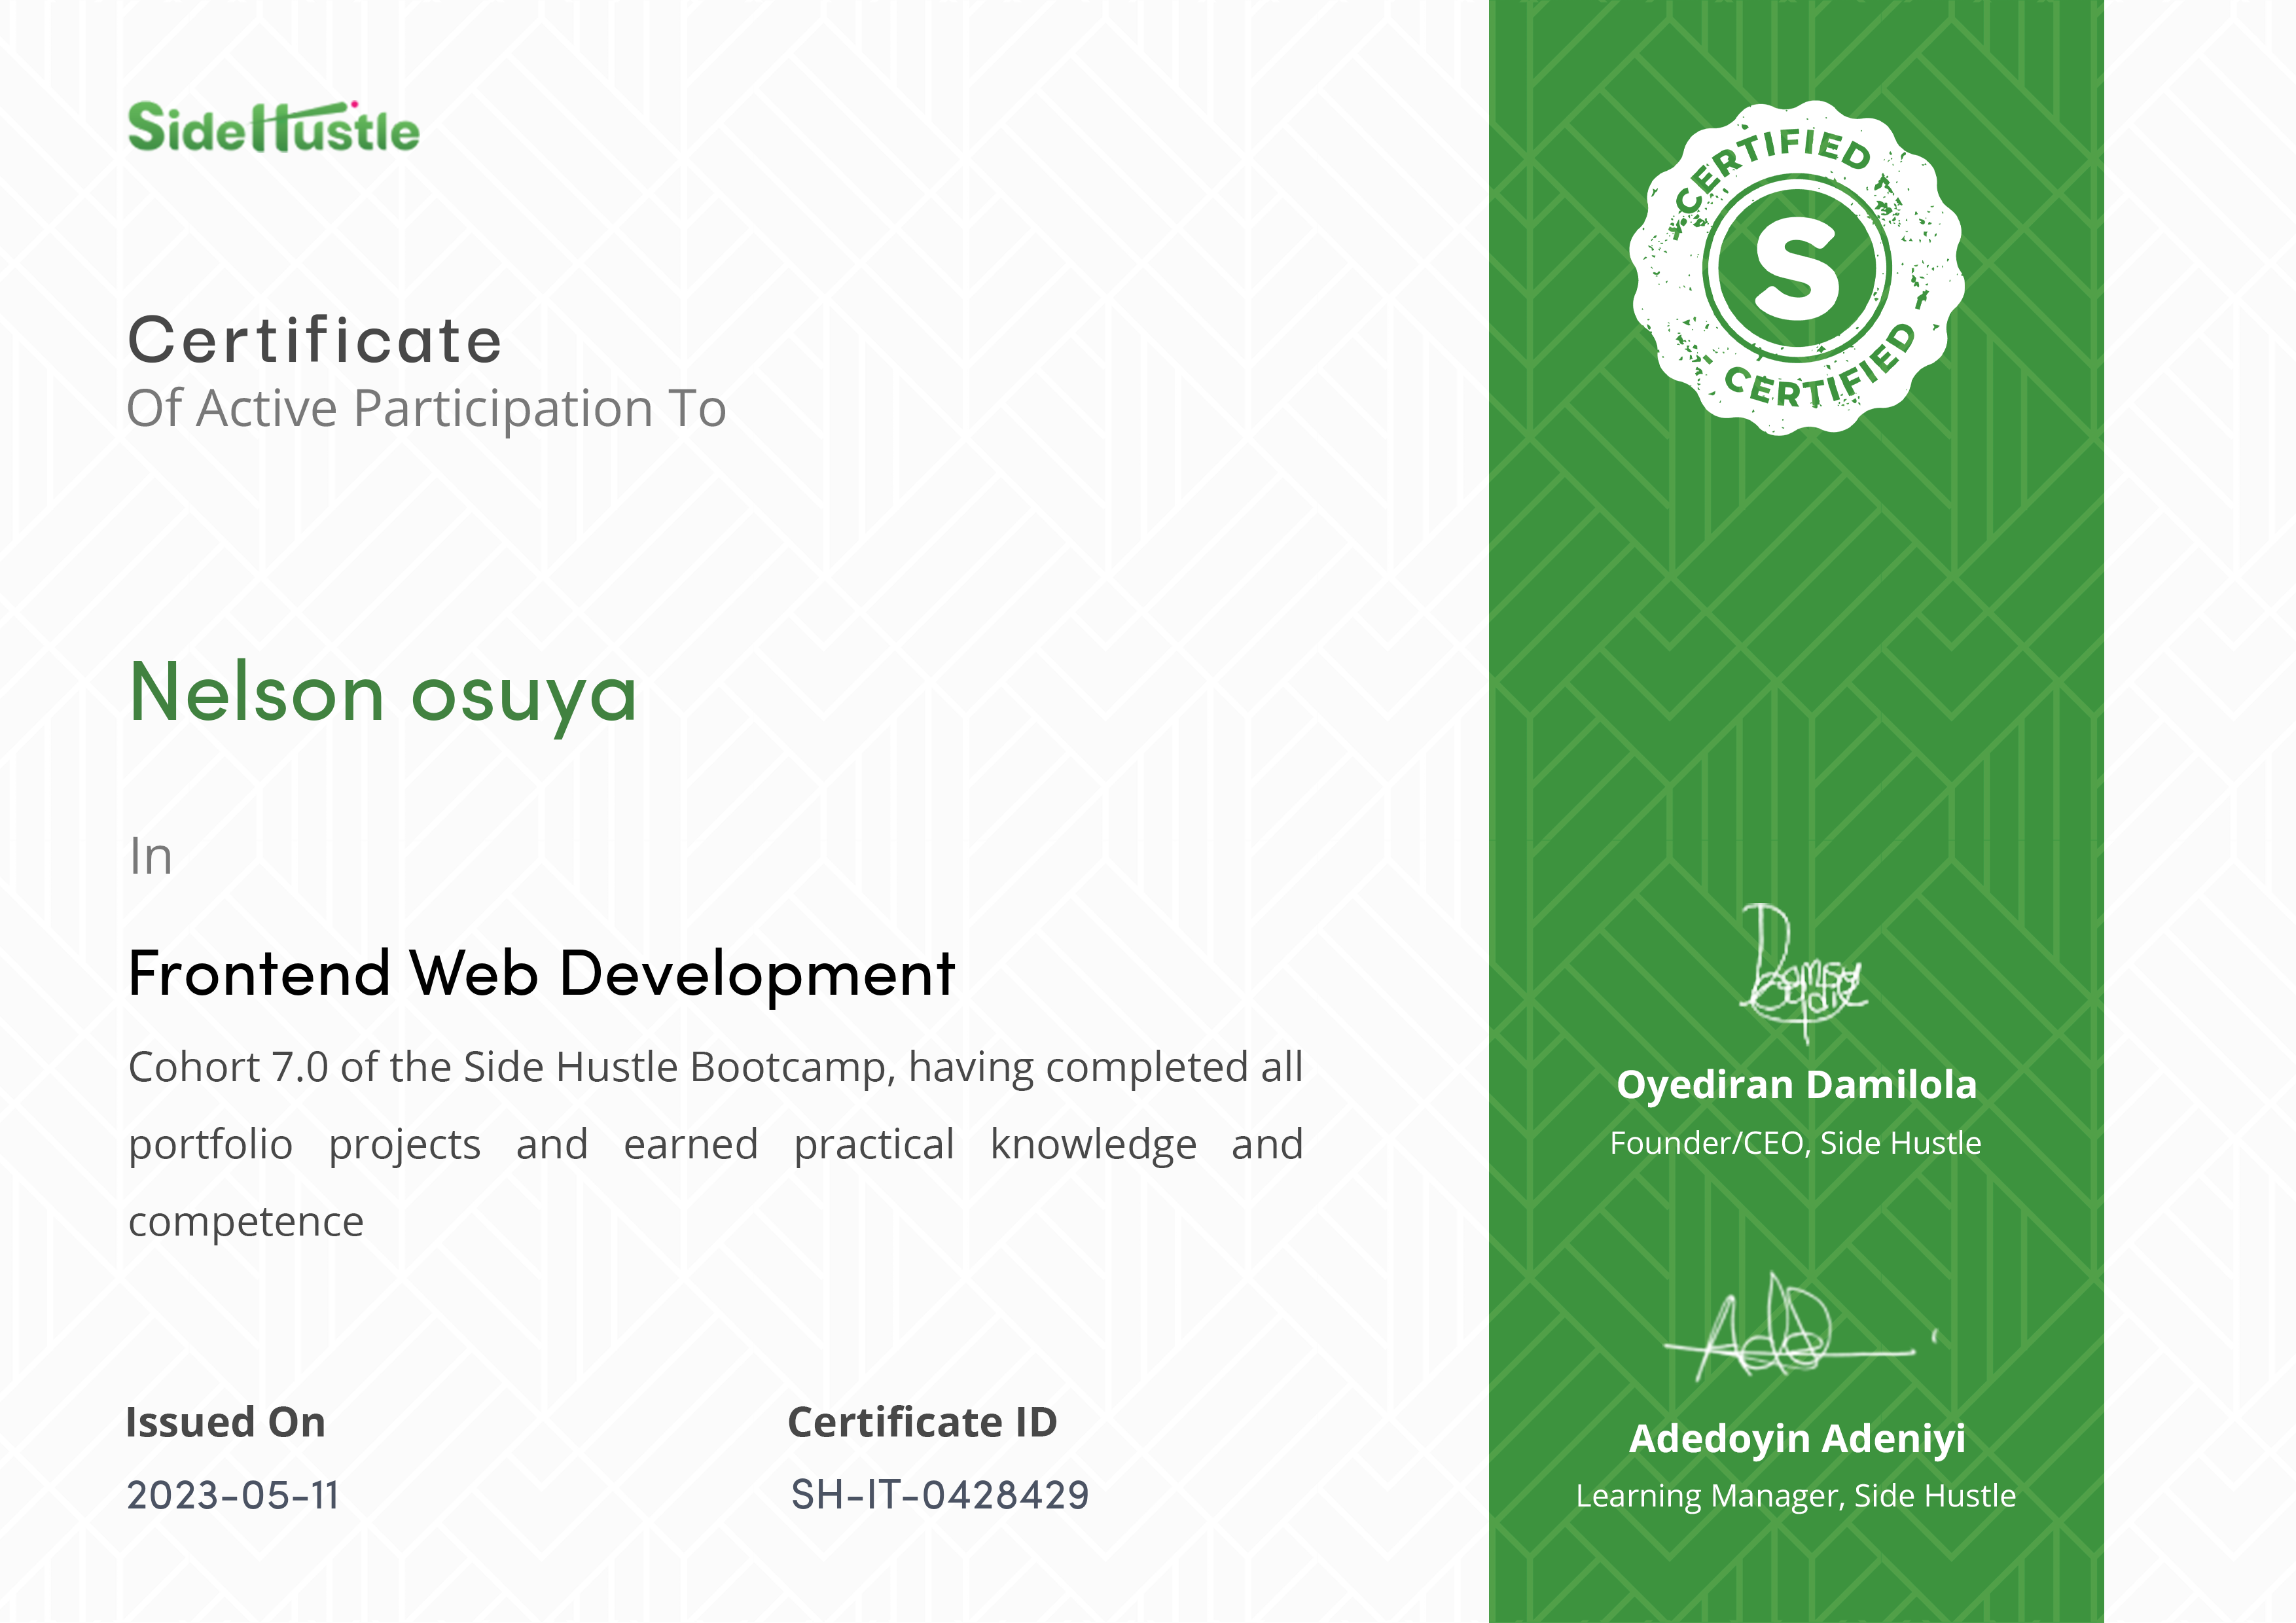 SideHustle
Certificate
Of Active Participation To
Nelson osuya
In
Frontend Web Development
Cohort 7.0 of the Side Hustle Bootcamp, having completed all
portfolio projects and earned practical knowledge and
competence
Issued On
2023-05-11
Certificate ID
SH-IT-0428429
CERTIFIED
S
CERTIFIED
Oyediran Damilola
Founder/CEO, Side Hustle
Adedoyin Adeniyi
Learning Manager, Side Hustle